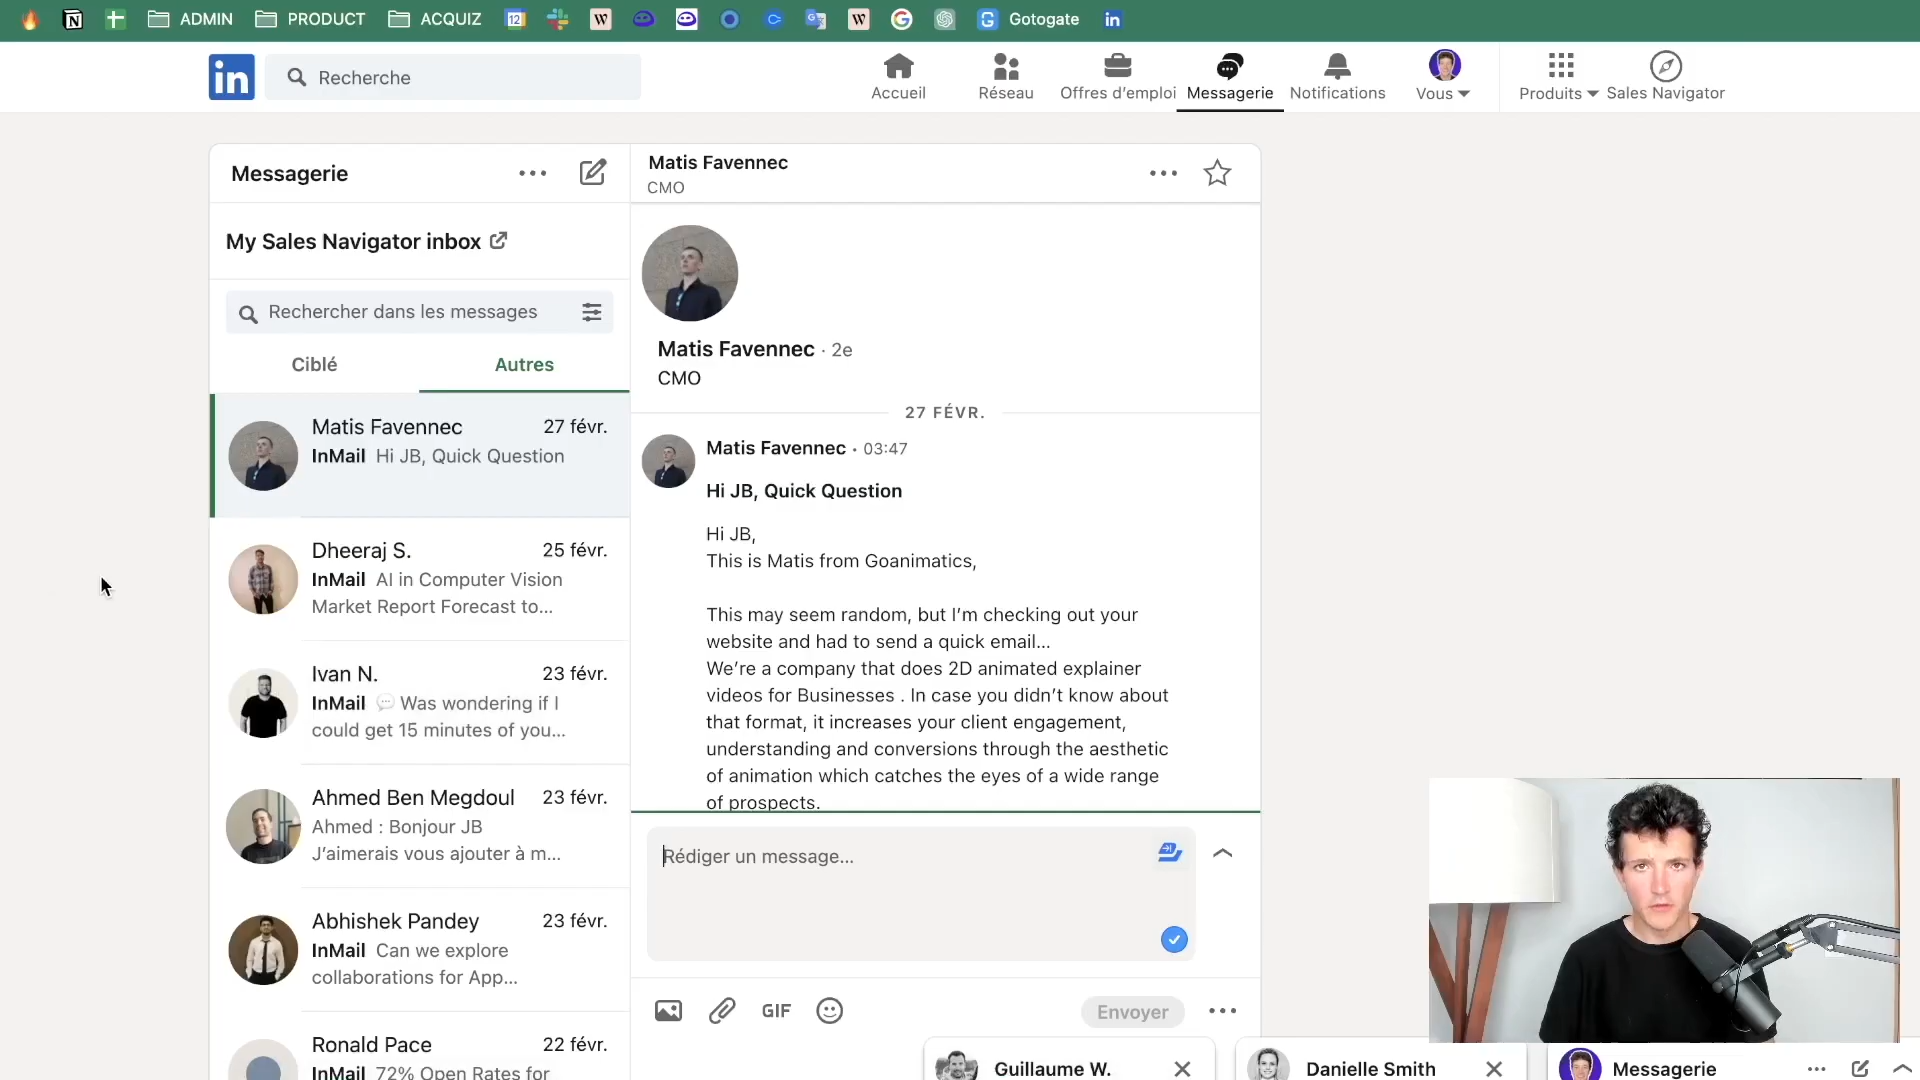 ADMIN
PRODUCT
ACQUIZ
Gotogate
Recherche
Accueil
Réseau
Offres d'emploi
Messagerie
Notifications
Vous
Produits
Sales Navigator
Messagerie
My Sales Navigator inbox
Rechercher dans les messages
Ciblé
Autres
Matis Favennec
27 févr.
InMail Hi JB, Quick Question
Dheeraj S.
25 févr.
InMail AI in Computer Vision
Market Report Forecast to...
Ivan N.
23 févr.
InMail 💬 Was wondering if I
could get 15 minutes of you...
Ahmed Ben Megdoul
23 févr.
Ahmed : Bonjour JB
J'aimerais vous ajouter à m...
Abhishek Pandey
23 févr.
InMail Can we explore
collaborations for App...
Ronald Pace
22 févr.
InMail 72% Open Rates for
Matis Favennec
CMO
Matis Favennec · 2e
CMO
27 FÉVR.
Matis Favennec • 03:47
Hi JB, Quick Question
Hi JB,
This is Matis from Goanimatics,
This may seem random, but I'm checking out your
website and had to send a quick email...
We're a company that does 2D animated explainer
videos for Businesses . In case you didn't know about
that format, it increases your client engagement,
understanding and conversions through the aesthetic
of animation which catches the eyes of a wide range
of prospects.
Rédiger un message...
GIF
Envoyer
Guillaume W.
Danielle Smith
Messagerie